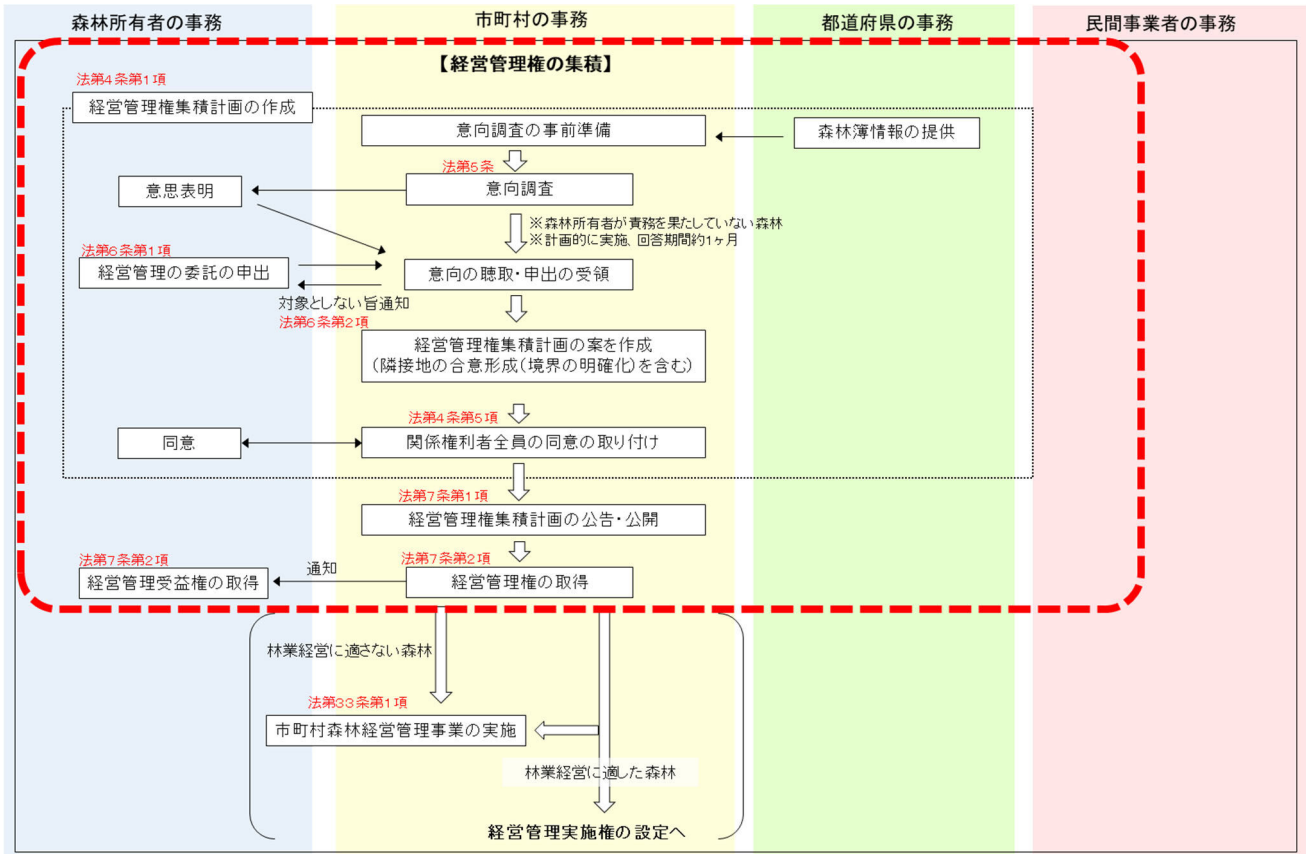 森林所有者の事務
市町村の事務
都道府県の事務
民間事業者の事務
【経営管理権の集積】
法第4条第1項
経営管理権集積計画の作成
意向調査の事前準備
森林簿情報の提供
法第5条
意思表明
意向調査
※森林所有者が責務を果たしていない森林
※計画的に実施、回答期間約1ヶ月
法第6条第1項
経営管理の委託の申出
意向の聴取・申出の受領
対象としない旨通知
法第6条第2項
経営管理権集積計画の案を作成
(隣接地の合意形成(境界の明確化)を含む)
法第4条第5項
同意
関係権利者全員の同意の取り付け
法第7条第1項
経営管理権集積計画の公告・公開
法第7条第2項
経営管理受益権の取得
通知
法第7条第2項
経営管理権の取得
林業経営に適さない森林
法第33条第1項
市町村森林経営管理事業の実施
林業経営に適した森林
経営管理実施権の設定へ